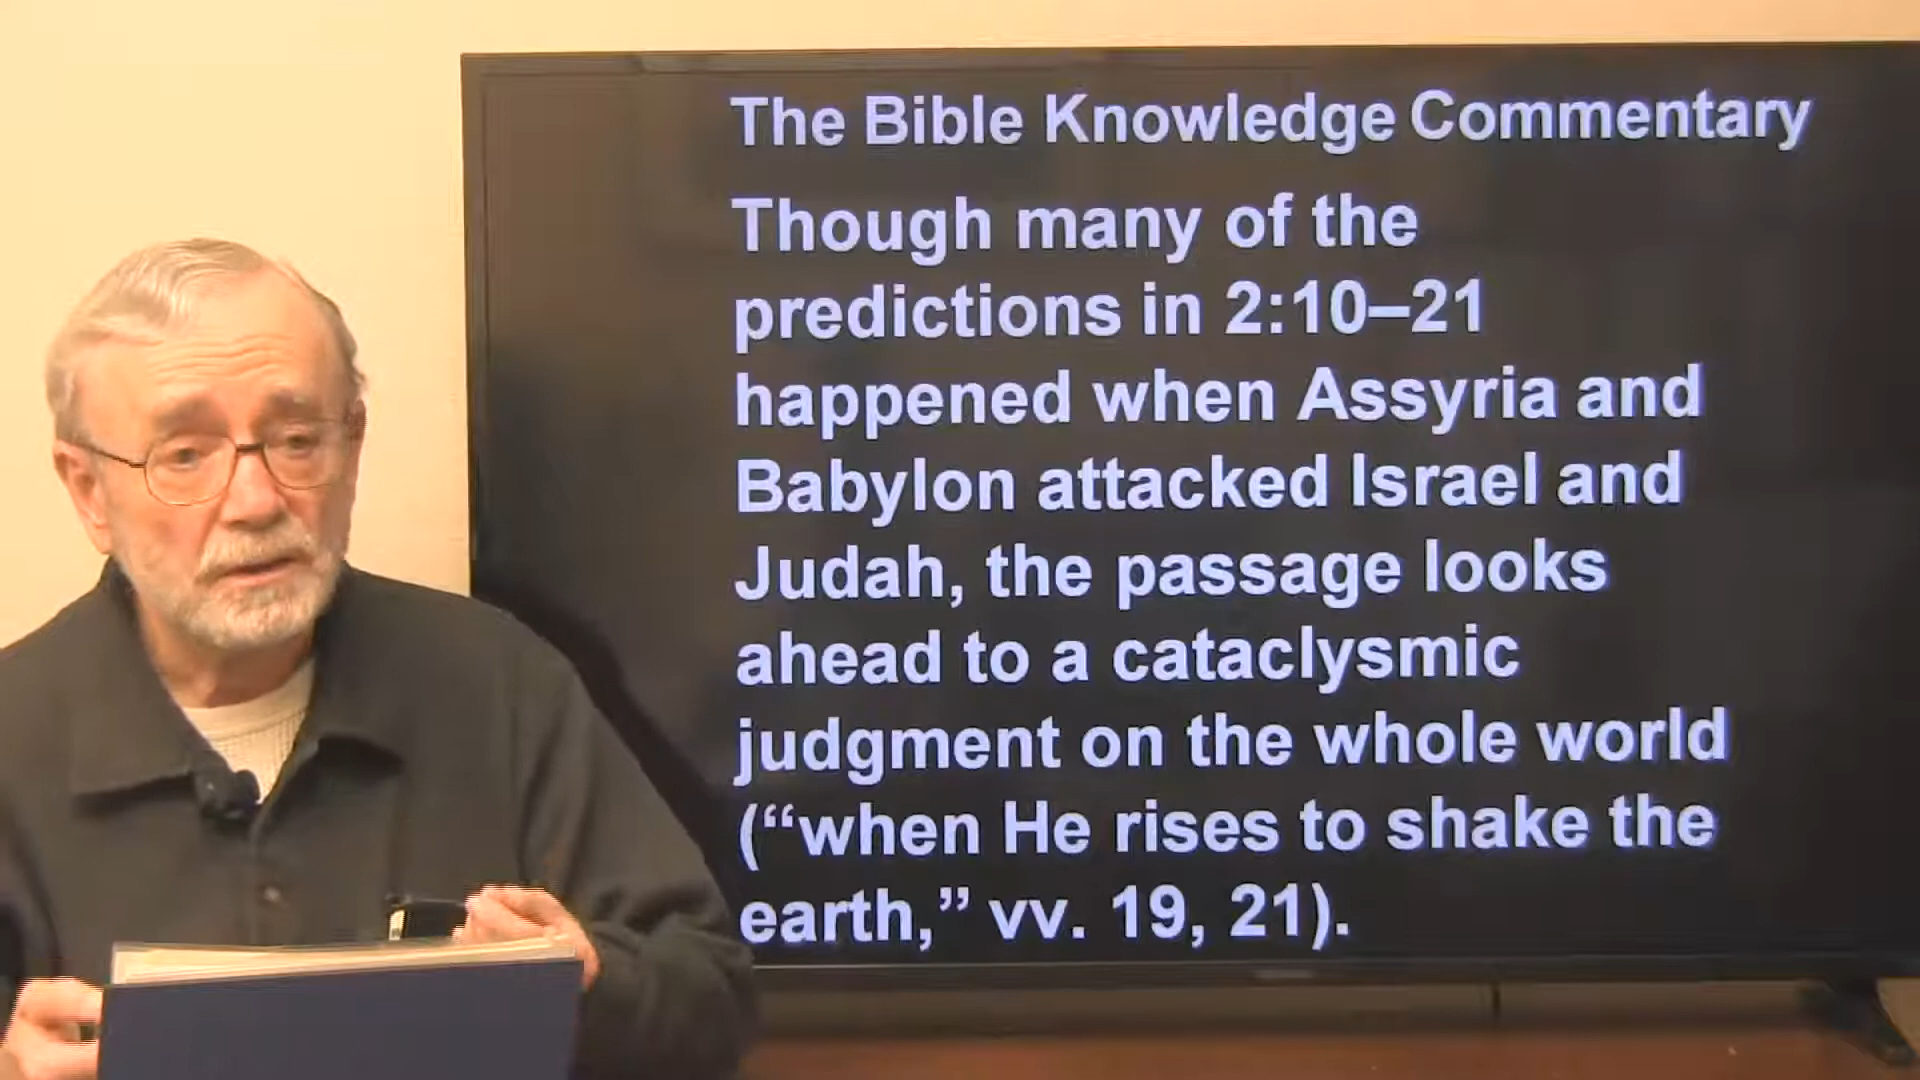 The Bible Knowledge Commentary
Though many of the
predictions in 2:10–21
happened when Assyria and
Babylon attacked Israel and
Judah, the passage looks
ahead to a cataclysmic
judgment on the whole world
(“when He rises to shake the
earth,” vv. 19, 21).